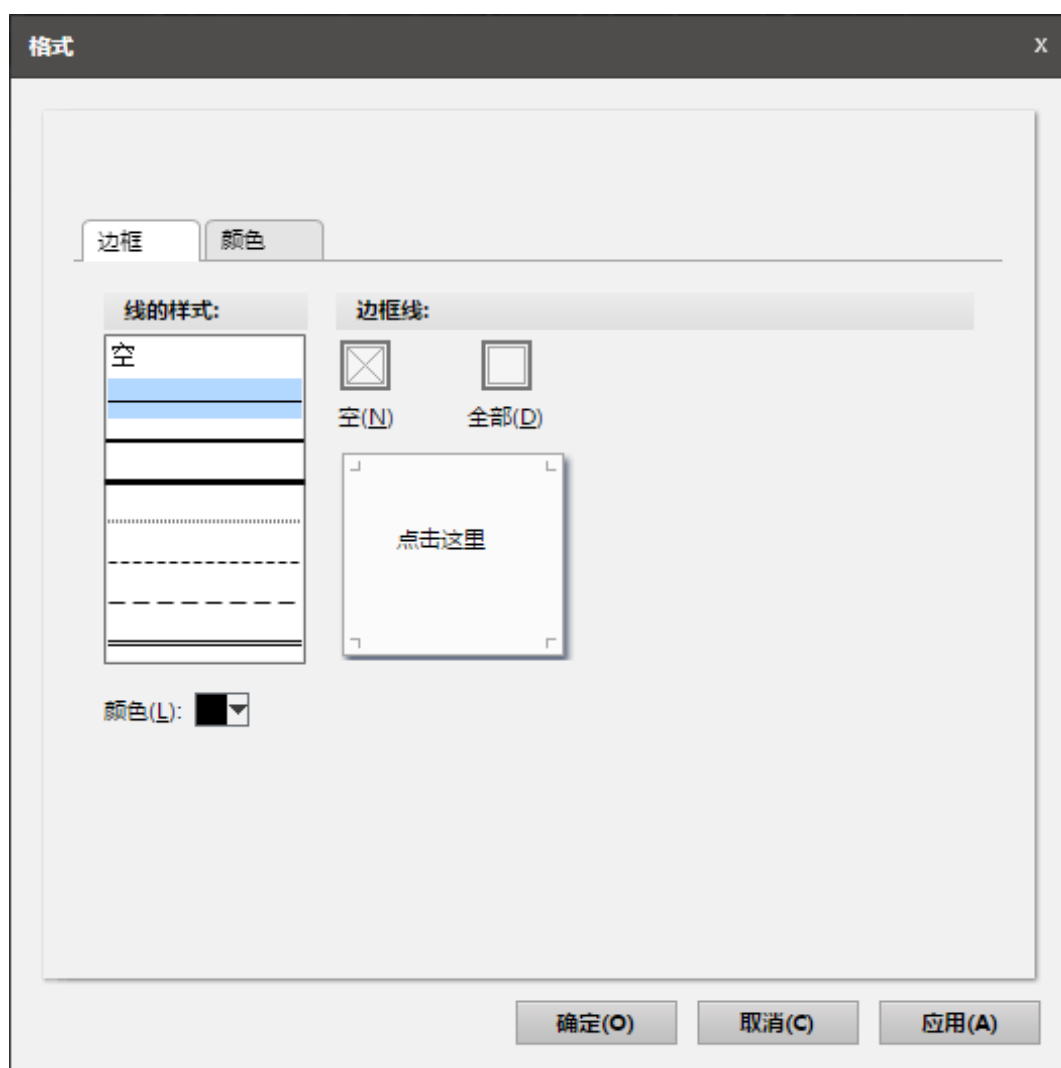 格式 x
边框 颜色
线的样式: 边框线:
空
空(N) 全部(D)
点击这里
颜色(L):
确定(O) 取消(C) 应用(A)